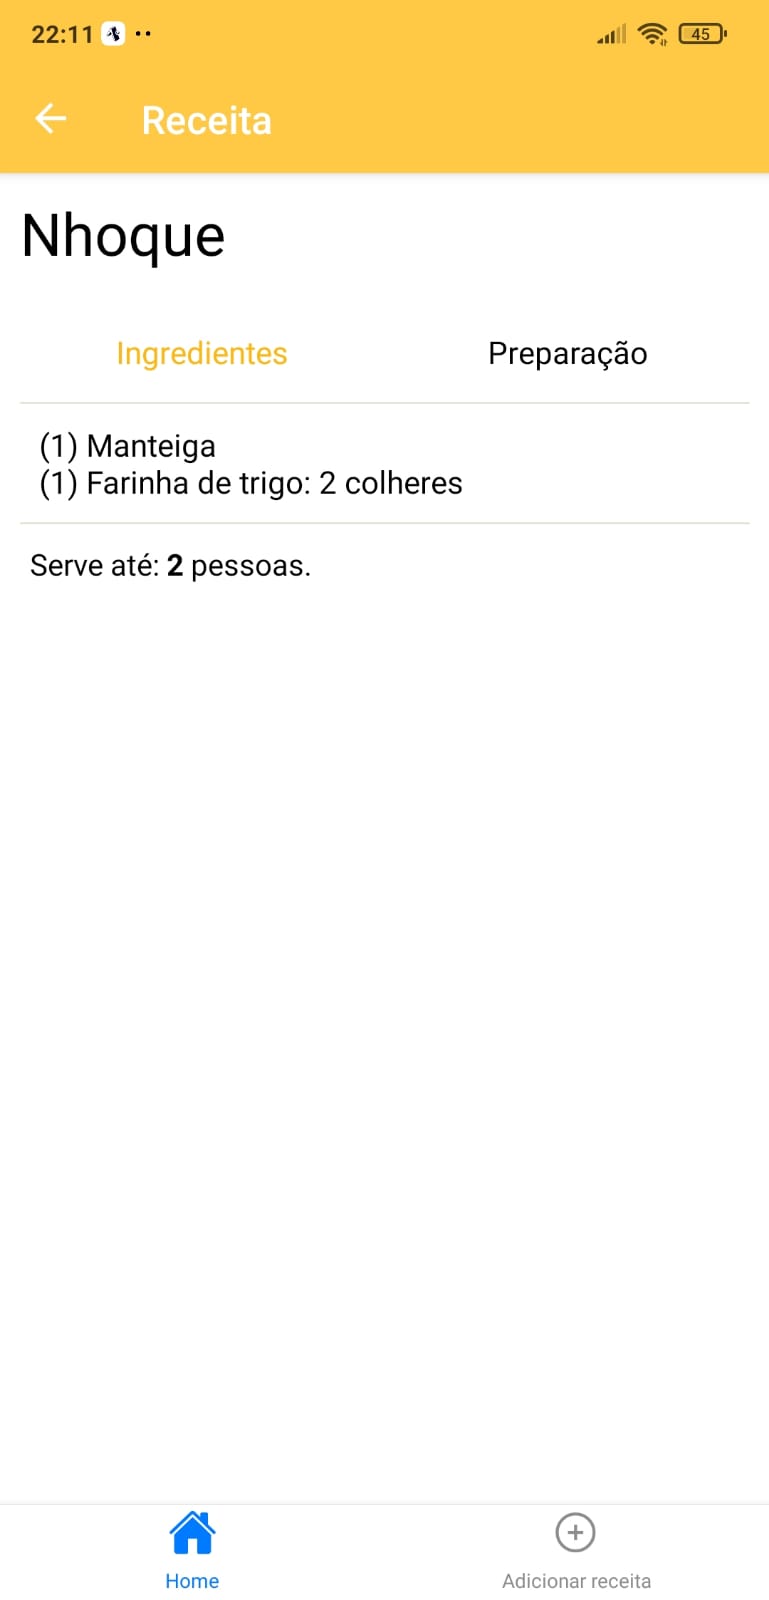 22:11
45
Receita
Nhoque
Ingredientes Preparação
(1) Manteiga
(1) Farinha de trigo: 2 colheres
Serve até: 2 pessoas.
Home Adicionar receita